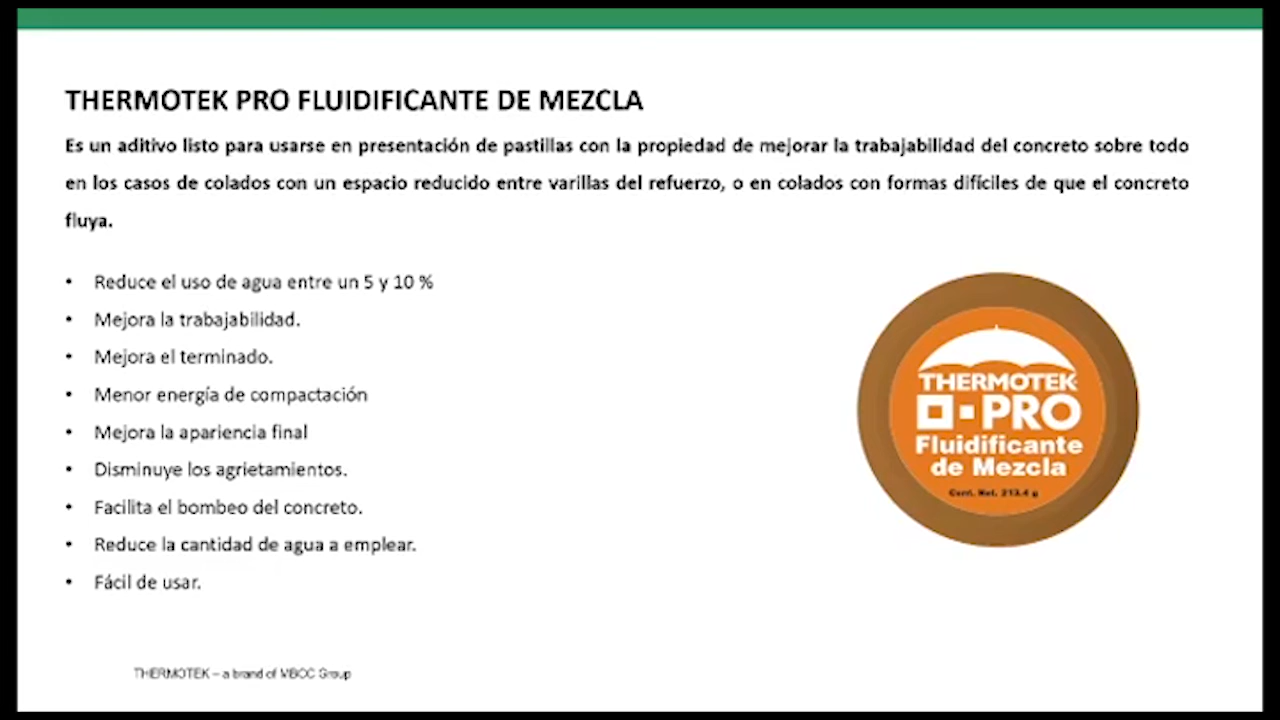 THERMOTEK PRO FLUIDIFICANTE DE MEZCLA
Es un aditivo listo para usarse en presentación de pastillas con la propiedad de mejorar la trabajabilidad del concreto sobre todo
en los casos de colados con un espacio reducido entre varillas del refuerzo, o en colados con formas difíciles de que el concreto
fluya.
• Reduce el uso de agua entre un 5 y 10 %
• Mejora la trabajabilidad.
• Mejora el terminado.
• Menor energía de compactación
• Mejora la apariencia final
• Disminuye los agrietamientos.
• Facilita el bombeo del concreto.
• Reduce la cantidad de agua a emplear.
• Fácil de usar.
THERMOTEK
PRO
Fluidificante
de Mezcla
Cont. Net. 213.4 g
THERMOTEK – a brand of MBCC Group